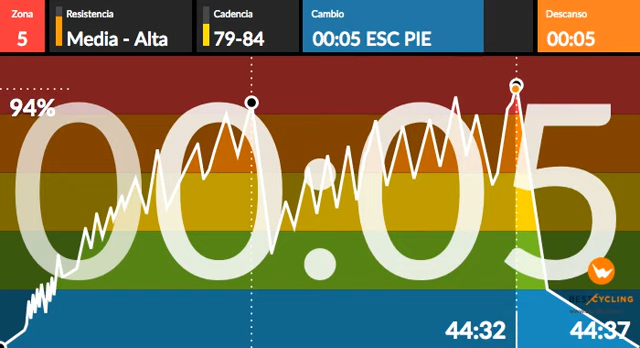 Zona
5
Resistencia
Media - Alta
Cadencia
79-84
Cambio
00:05 ESC PIE
Descanso
00:05
94%
00:05
BESTCYCLING
44:32
44:37